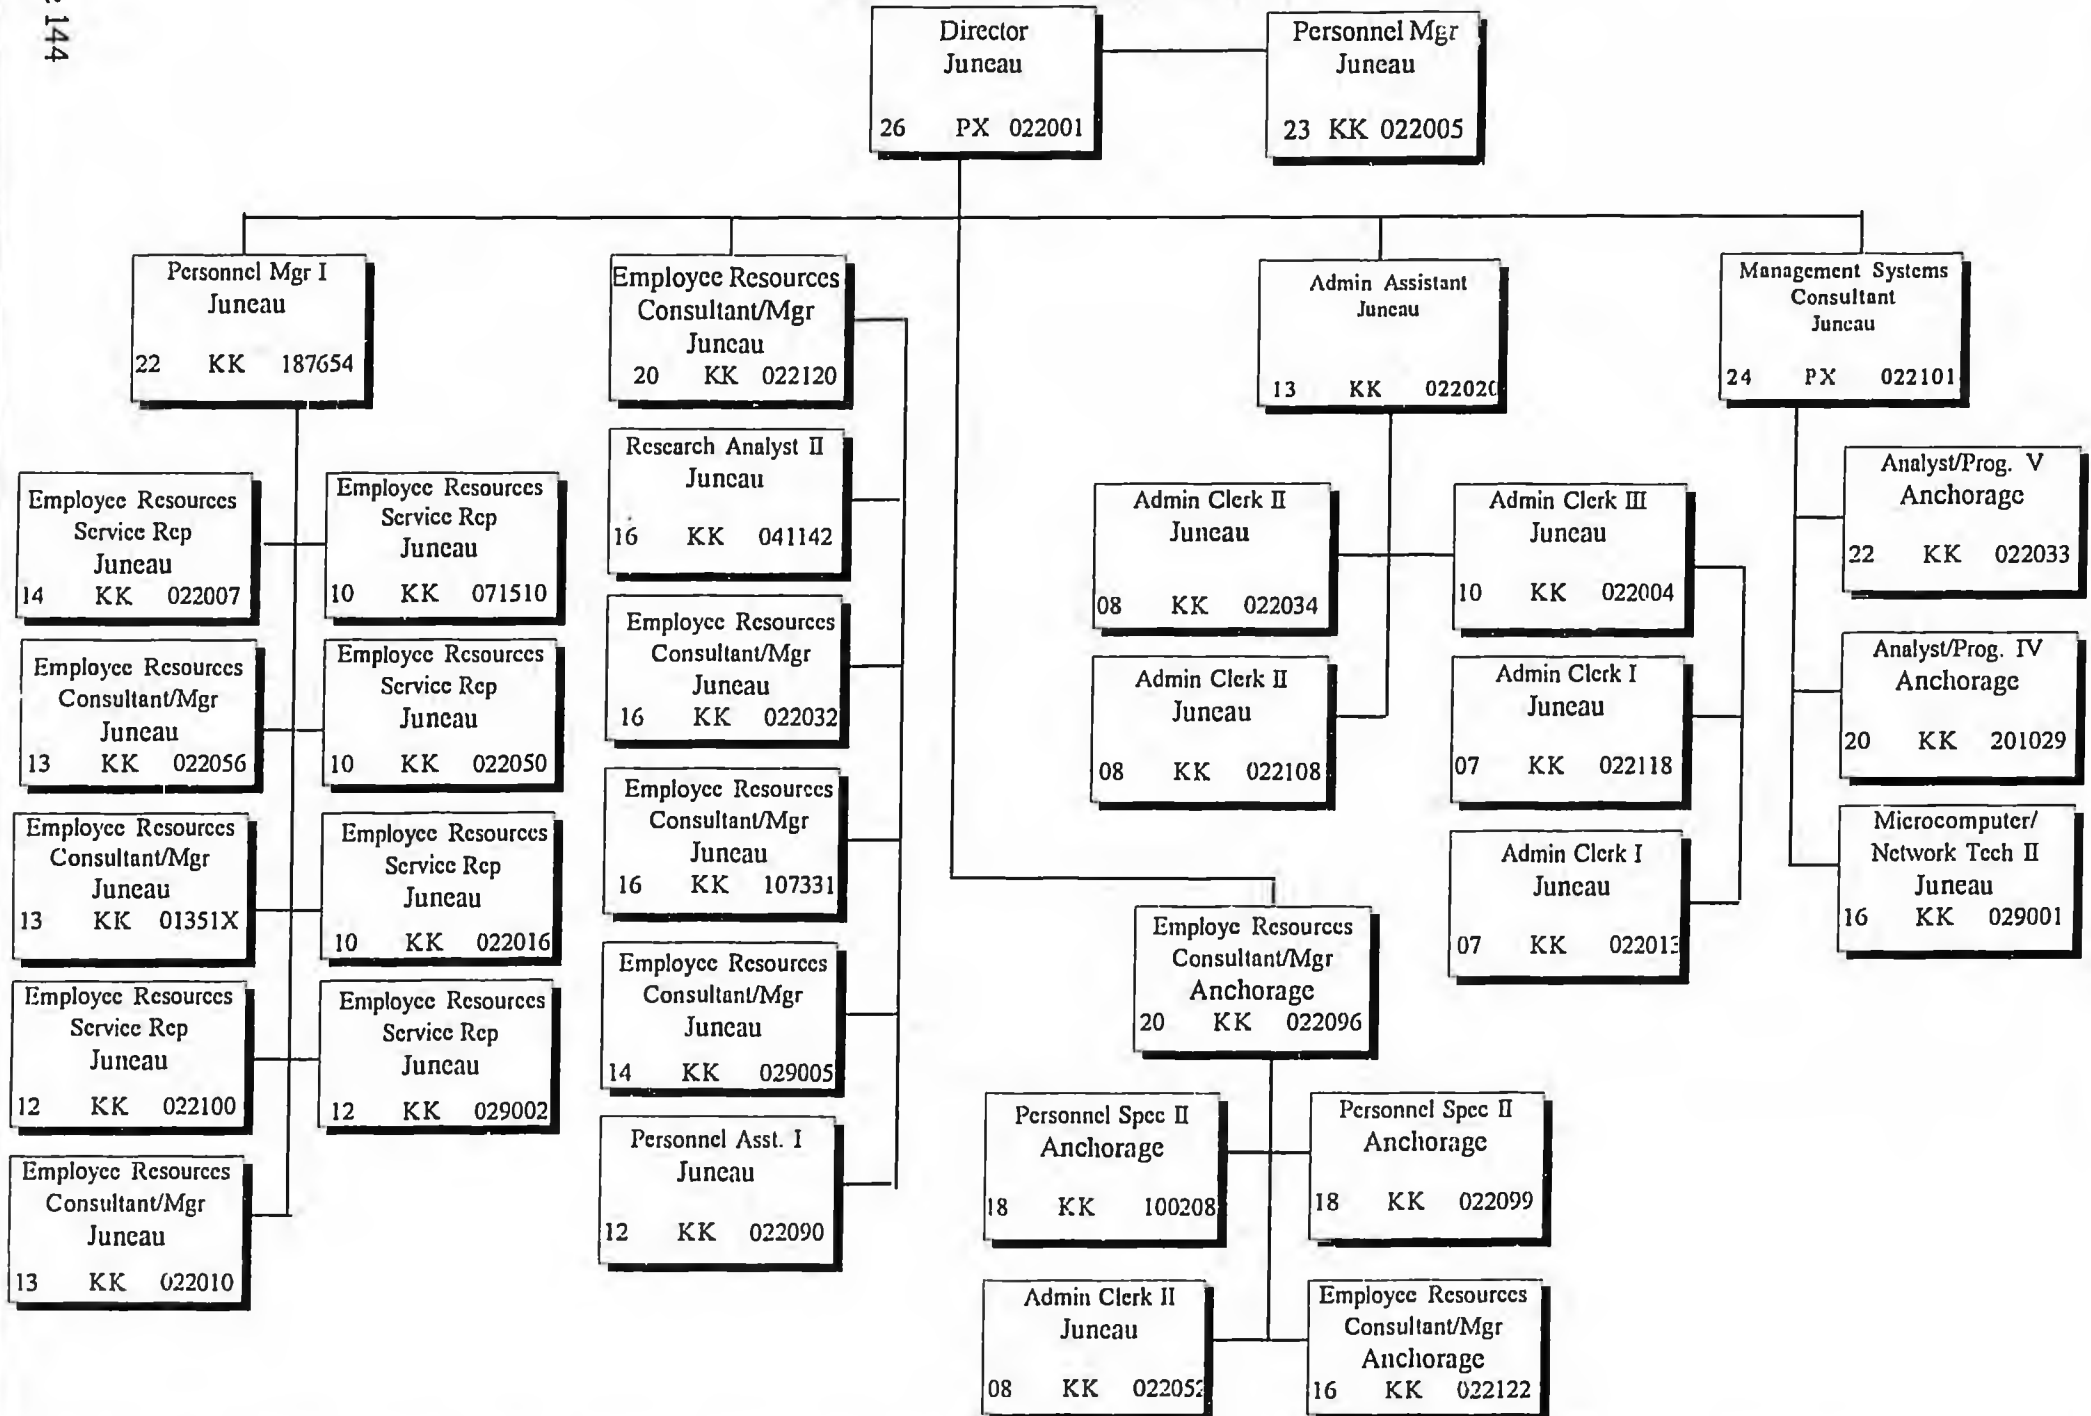 144
Director
Juneau
26 PX 022001
Personnel Mgr
Juneau
23 KK 022005
Personnel Mgr I
Juneau
22 KK 187654
Employee Resources
Consultant/Mgr
Juneau
20 KK 022120
Admin Assistant
Juneau
13 KK 022020
Management Systems
Consultant
Juneau
24 PX 022101
Employee Resources
Service Rep
Juneau
14 KK 022007
Employee Resources
Service Rep
Juneau
10 KK 071510
Employee Resources
Consultant/Mgr
Juneau
13 KK 022056
Employee Resources
Service Rep
Juneau
10 KK 022050
Employee Resources
Consultant/Mgr
Juneau
13 KK 01351X
Employee Resources
Service Rep
Juneau
10 KK 022016
Employee Resources
Service Rep
Juneau
12 KK 022100
Employee Resources
Service Rep
Juneau
12 KK 029002
Employee Resources
Consultant/Mgr
Juneau
13 KK 022010
Research Analyst II
Juneau
16 KK 041142
Employee Resources
Consultant/Mgr
Juneau
16 KK 022032
Employee Resources
Consultant/Mgr
Juneau
16 KK 107331
Employee Resources
Consultant/Mgr
Juneau
14 KK 029005
Personnel Asst. I
Juneau
12 KK 022090
Admin Clerk II
Juneau
08 KK 022034
Admin Clerk III
Juneau
10 KK 022004
Admin Clerk II
Juneau
08 KK 022108
Admin Clerk I
Juneau
07 KK 022118
Admin Clerk I
Juneau
07 KK 022013
Employe Resources
Consultant/Mgr
Anchorage
20 KK 022096
Personnel Spec II
Anchorage
18 KK 100208
Personnel Spec II
Anchorage
18 KK 022099
Admin Clerk II
Juneau
08 KK 022052
Employee Resources
Consultant/Mgr
Anchorage
16 KK 022122
Analyst/Prog. V
Anchorage
22 KK 022033
Analyst/Prog. IV
Anchorage
20 KK 201029
Microcomputer/
Network Tech II
Juneau
16 KK 029001